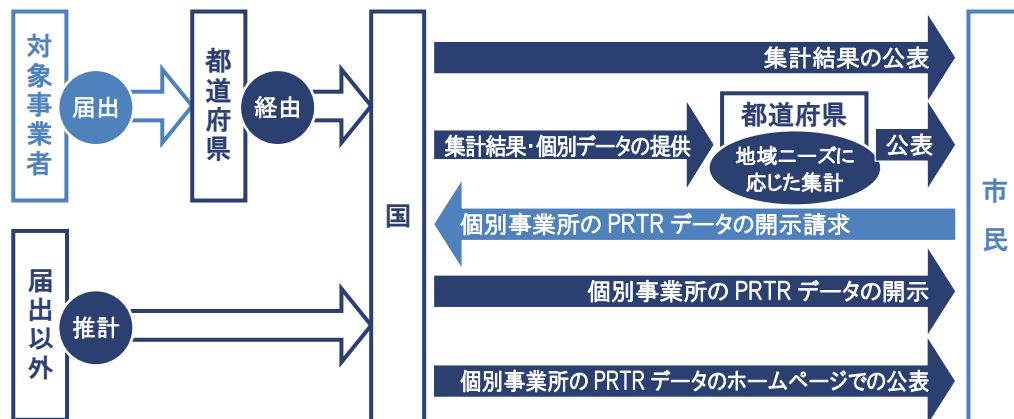 対象事業者
届出
都道府県
経由
国
集計結果の公表
集計結果・個別データの提供
都道府県
地域ニーズに
応じた集計
公表
個別事業所の PRTR データの開示請求
市民
届出以外
推計
個別事業所の PRTR データの開示
個別事業所の PRTR データのホームページでの公表